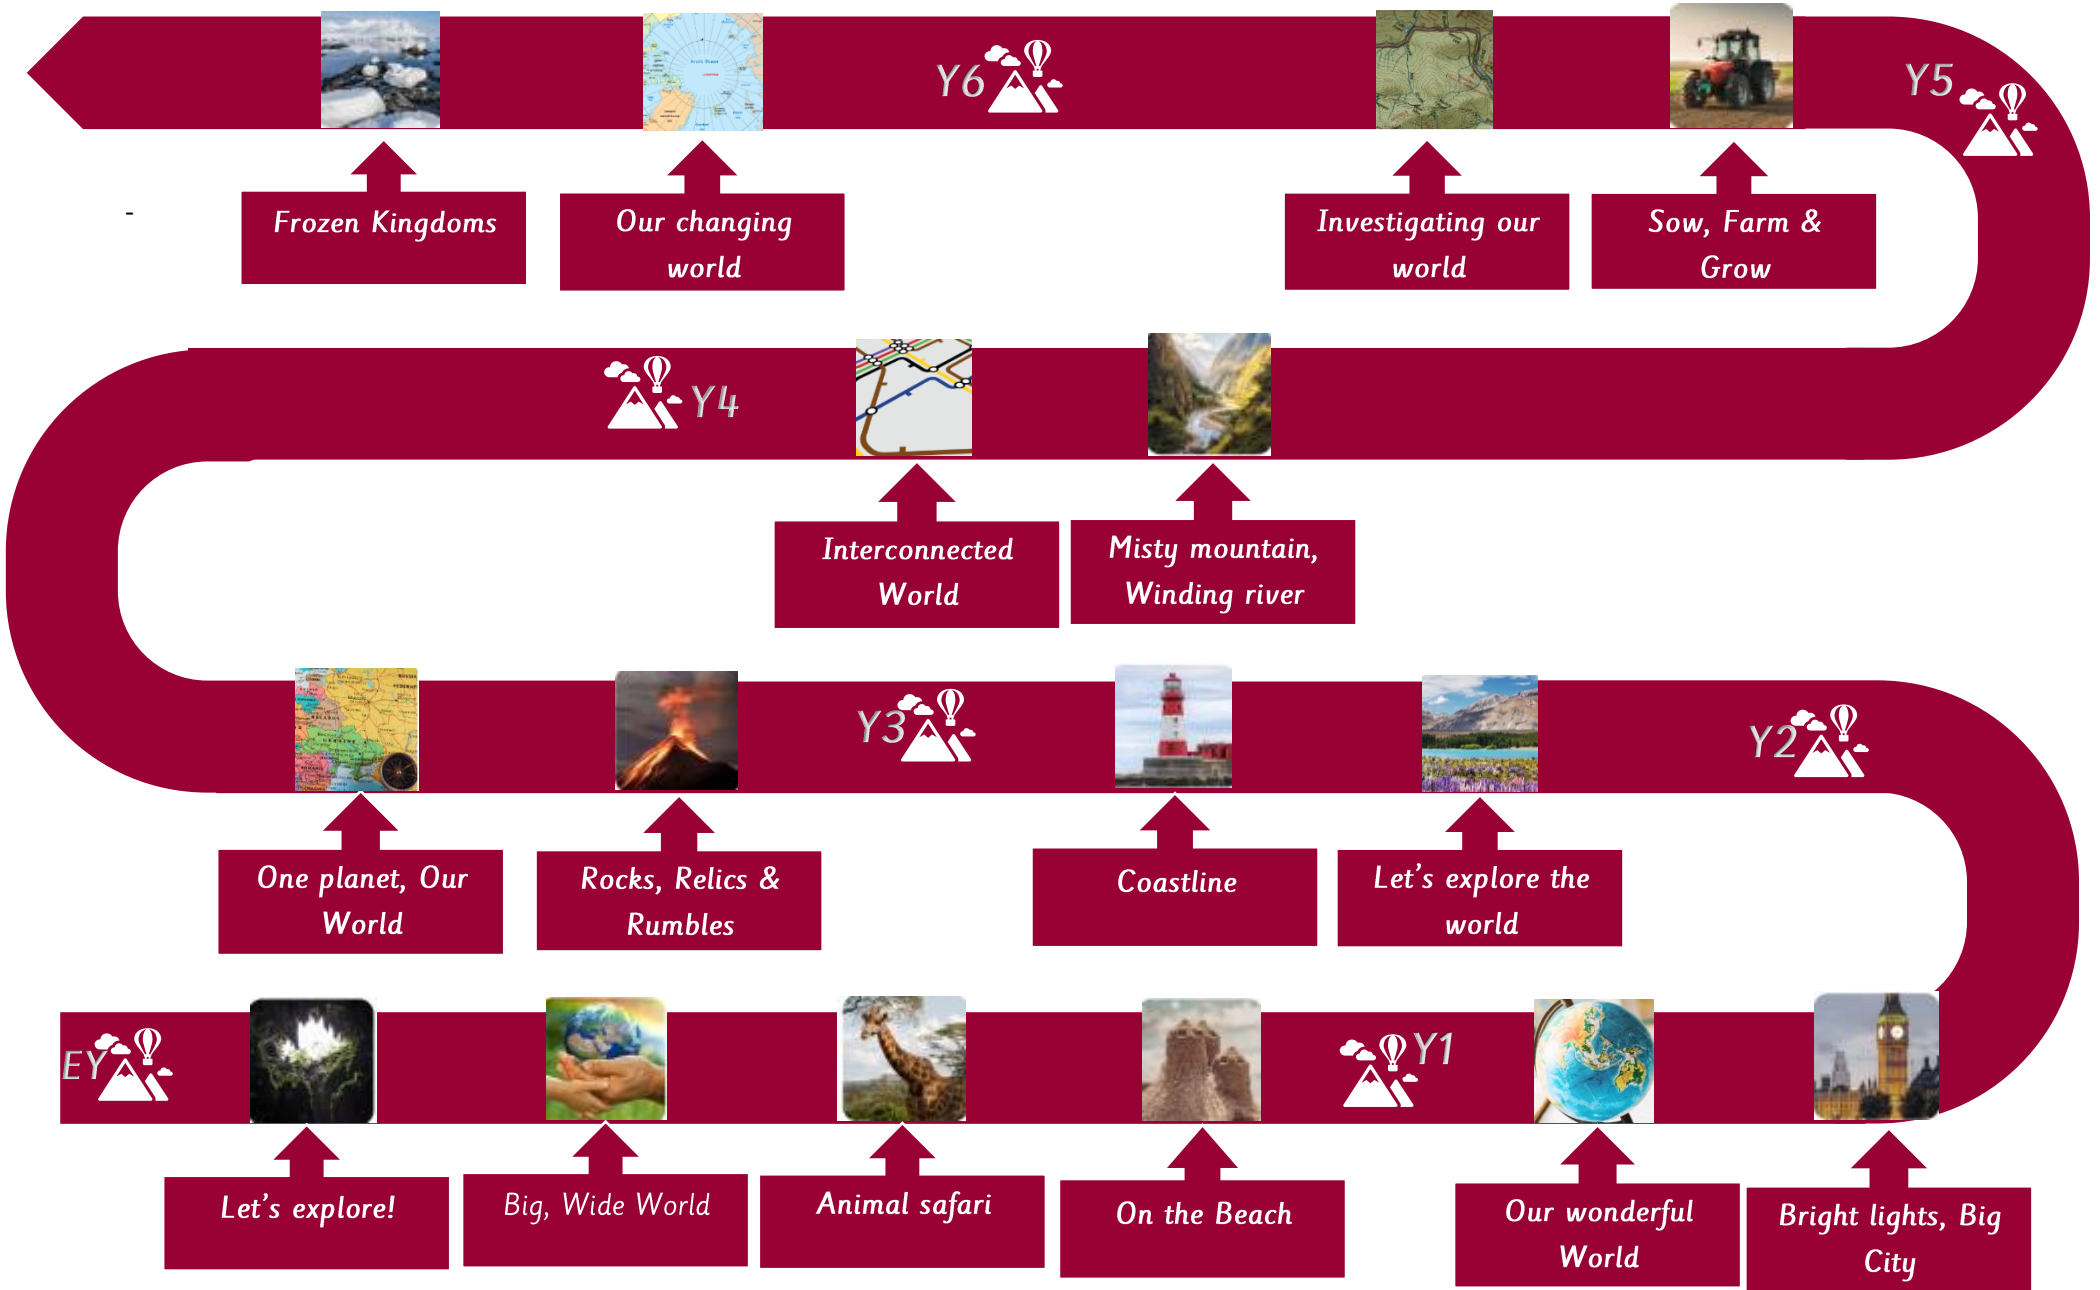 Y6
Y5
Frozen Kingdoms
Our changing
world
Investigating our
world
Sow, Farm &
Grow
-
Y4
Interconnected
World
Misty mountain,
Winding river
Y3
Y2
One planet, Our
World
Rocks, Relics &
Rumbles
Coastline
Let's explore the
world
EY
Y1
Let's explore!
Big, Wide World
Animal safari
On the Beach
Our wonderful
World
Bright lights, Big
City